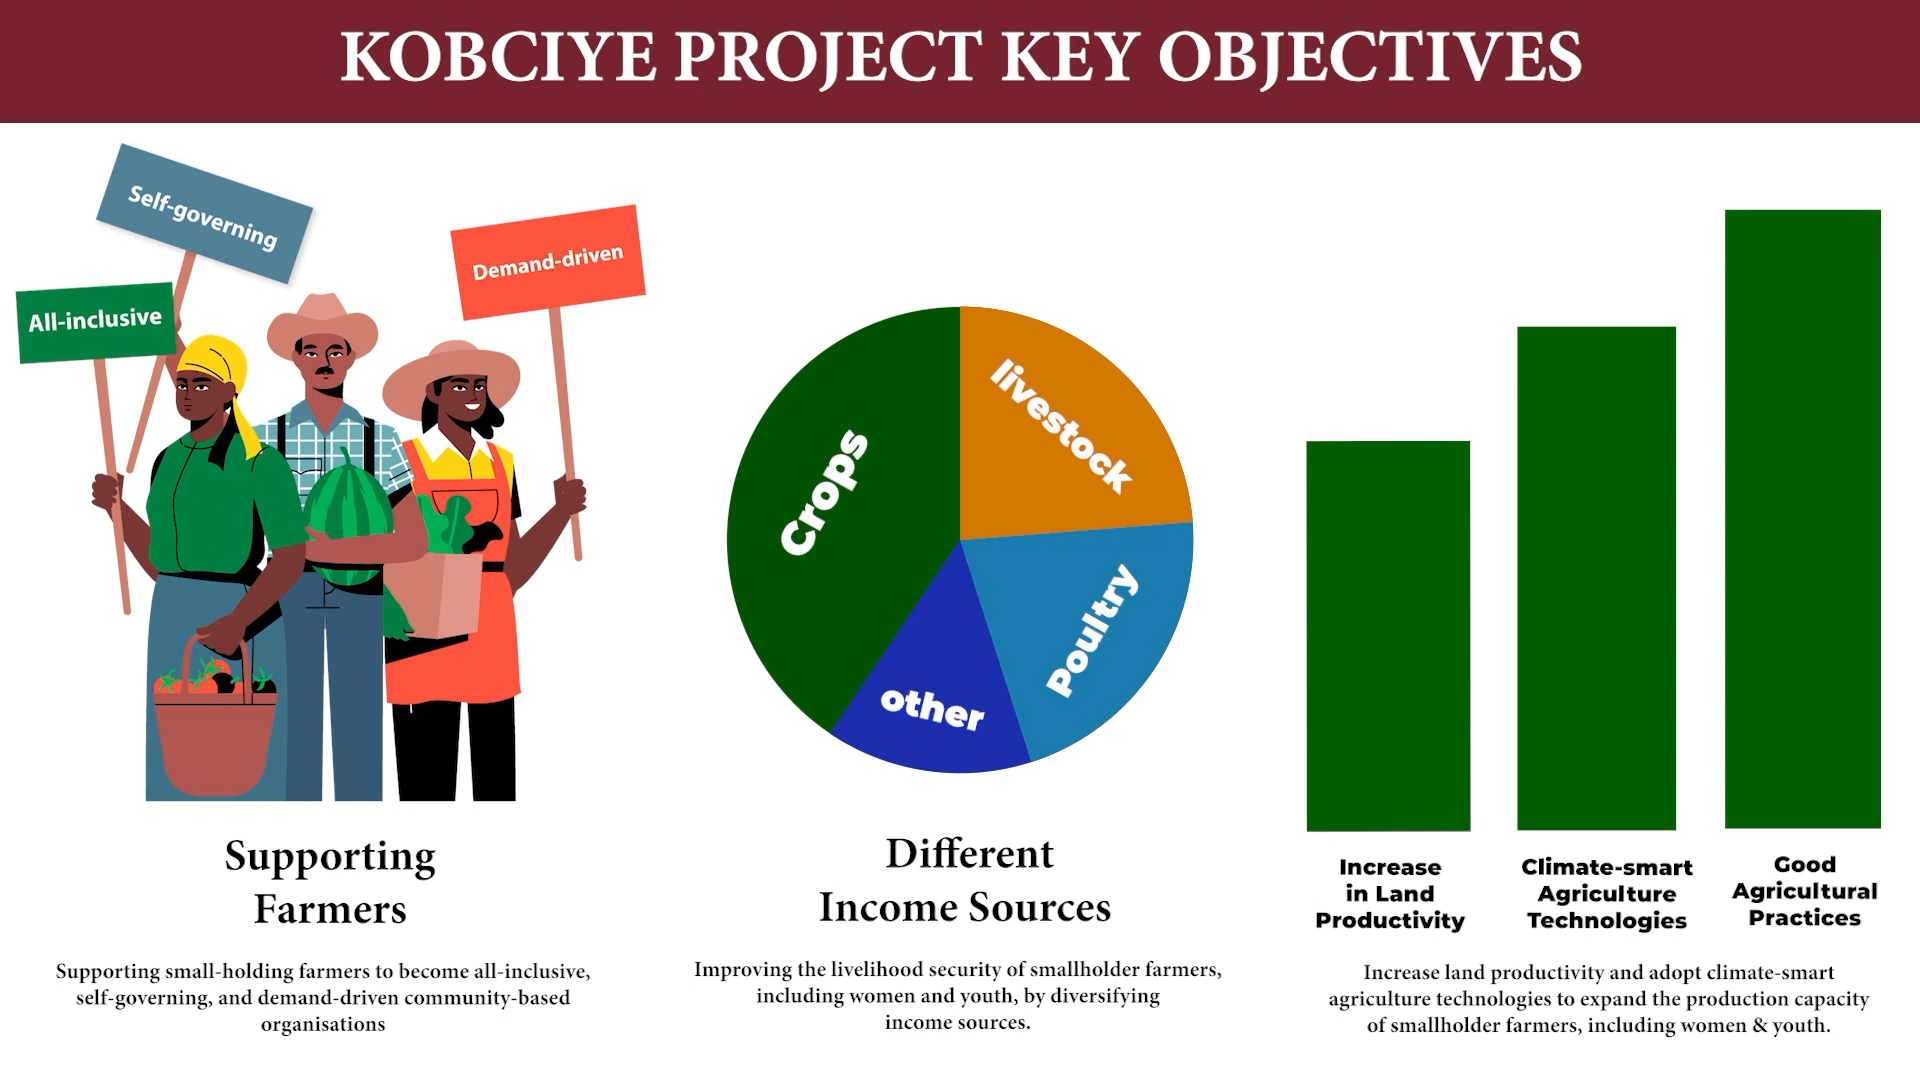 KOBCIYE PROJECT KEY OBJECTIVES
Self-governing
All-inclusive
Demand-driven
Supporting
Farmers
Supporting small-holding farmers to become all-inclusive,
self-governing, and demand-driven community-based
organisations
livestock
Crops
Poultry
other
Different
Income Sources
Improving the livelihood security of smallholder farmers,
including women and youth, by diversifying
income sources.
Increase
in Land
Productivity
Climate-smart
Agriculture
Technologies
Good
Agricultural
Practices
Increase land productivity and adopt climate-smart
agriculture technologies to expand the production capacity
of smallholder farmers, including women & youth.